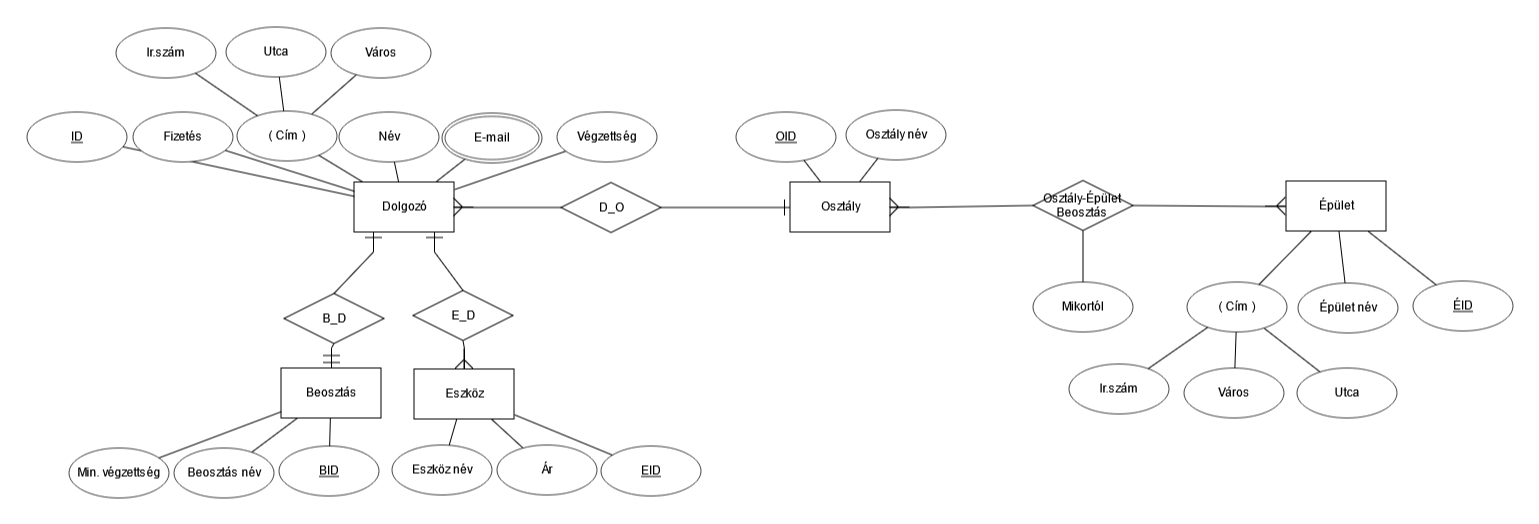 Ir.szám
Utca
Város
ID
Fizetés
( Cím )
Név
E-mail
Végzettség
OID
Osztály név
Dolgozó
D_O
Osztály
Osztály-Épület
Beosztás
Épület
B_D
E_D
Mikortól
( Cím )
Épület név
ÉID
Beosztás
Eszköz
Ir.szám
Város
Utca
Min. végzettség
Beosztás név
BID
Eszköz név
Ár
EID